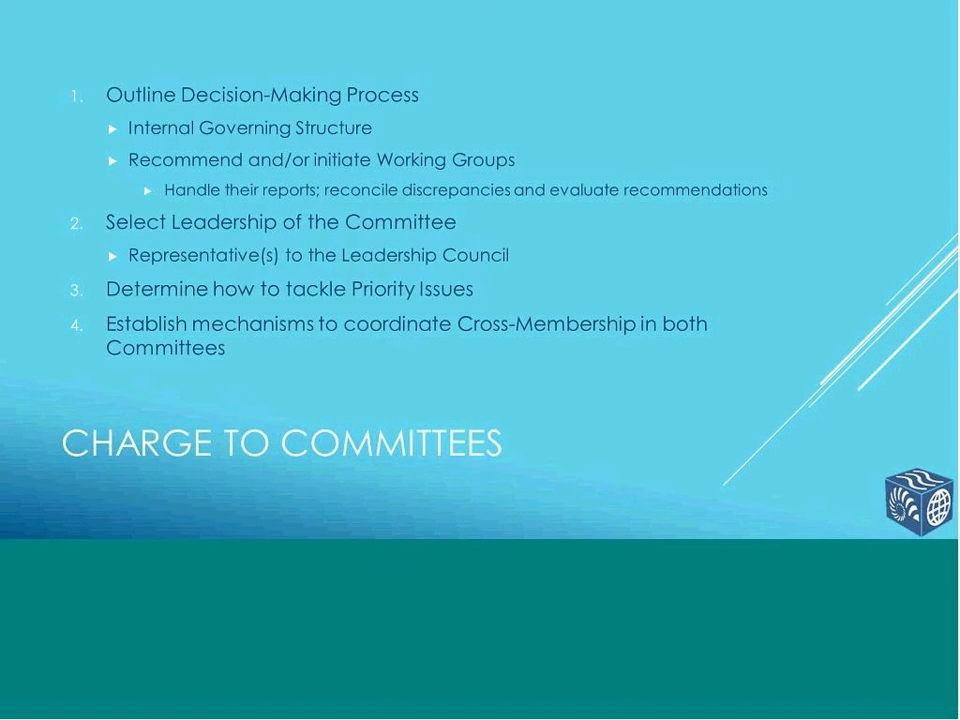 1. Outline Decision-Making Process
▶ Internal Governing Structure
▶ Recommend and/or initiate Working Groups
▶ Handle their reports; reconcile discrepancies and evaluate recommendations
2. Select Leadership of the Committee
▶ Representative(s) to the Leadership Council
3. Determine how to tackle Priority Issues
4. Establish mechanisms to coordinate Cross-Membership in both
Committees
CHARGE TO COMMITTEES